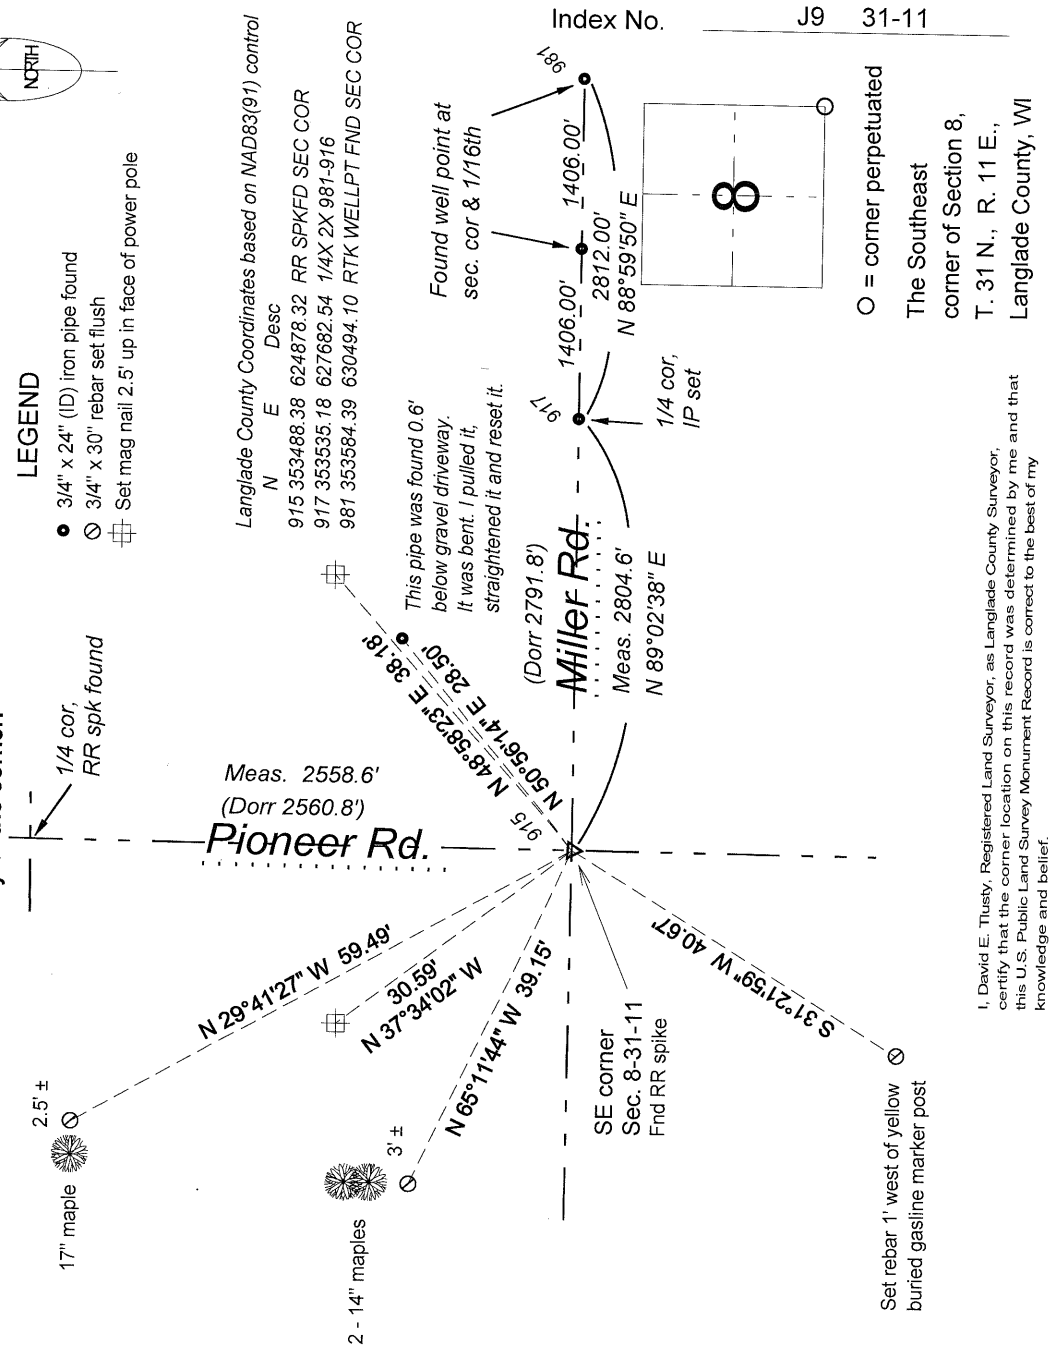 Index No. J9 31-11
NORTH
LEGEND
3/4" x 24" (ID) iron pipe found
3/4" x 30" rebar set flush
Set mag nail 2.5' up in face of power pole
Langlade County Coordinates based on NAD83(91) control
N E Desc
915 353488.38 624878.32 RR SPKFD SEC COR
917 353535.18 627682.54 1/4X 2X 981-916
981 353584.39 630494.10 RTK WELLPT FND SEC COR
1/4 cor,
RR spk found
Meas. 2558.6'
(Dorr 2560.8')
Pioneer Rd.
This pipe was found 0.6'
below gravel driveway.
It was bent. I pulled it,
straightened it and reset it.
Found well point at
sec. cor & 1/16th
N 48°58'23" E 38.18'
N 50°56'14" E 28.50'
915
917
981
(Dorr 2791.8')
Miller Rd.
Meas. 2804.6'
N 89°02'38" E
1406.00'
1406.00'
2812.00'
N 88°59'50" E
1/4 cor,
IP set
17" maple
2.5' ±
N 29°41'27" W 59.49'
30.59'
N 37°34'02" W
2 - 14" maples
3' ±
N 65°11'44" W 39.15'
SE corner
Sec. 8-31-11
Fnd RR spike
S 31°21'59" W 40.67'
Set rebar 1' west of yellow
buried gasline marker post
8
O = corner perpetuated
The Southeast
corner of Section 8,
T. 31 N., R. 11 E.,
Langlade County, WI
I, David E. Tlusty, Registered Land Surveyor, as Langlade County Surveyor,
certify that the corner location on this record was determined by me and that
this U.S. Public Land Survey Monument Record is correct to the best of my
knowledge and belief.